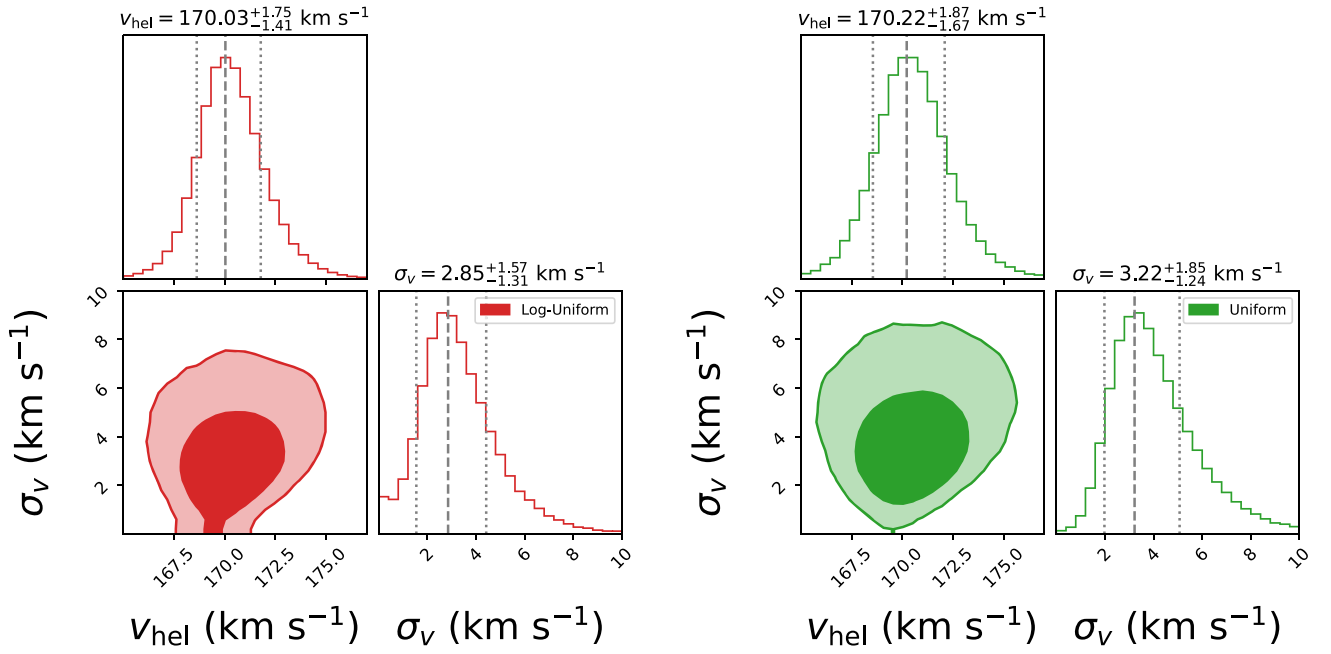 v_hel = 170.03^{+1.75}_{−1.41} km s⁻¹
σ_v = 2.85^{+1.57}_{−1.31} km s⁻¹
Log-Uniform
σ_v (km s⁻¹)
10
8
6
4
2
167.5 170.0 172.5 175.0
2 4 6 8 10
v_hel (km s⁻¹) σ_v (km s⁻¹)
v_hel = 170.22^{+1.87}_{−1.67} km s⁻¹
σ_v = 3.22^{+1.85}_{−1.24} km s⁻¹
Uniform
σ_v (km s⁻¹)
10
8
6
4
2
167.5 170.0 172.5 175.0
2 4 6 8 10
v_hel (km s⁻¹) σ_v (km s⁻¹)